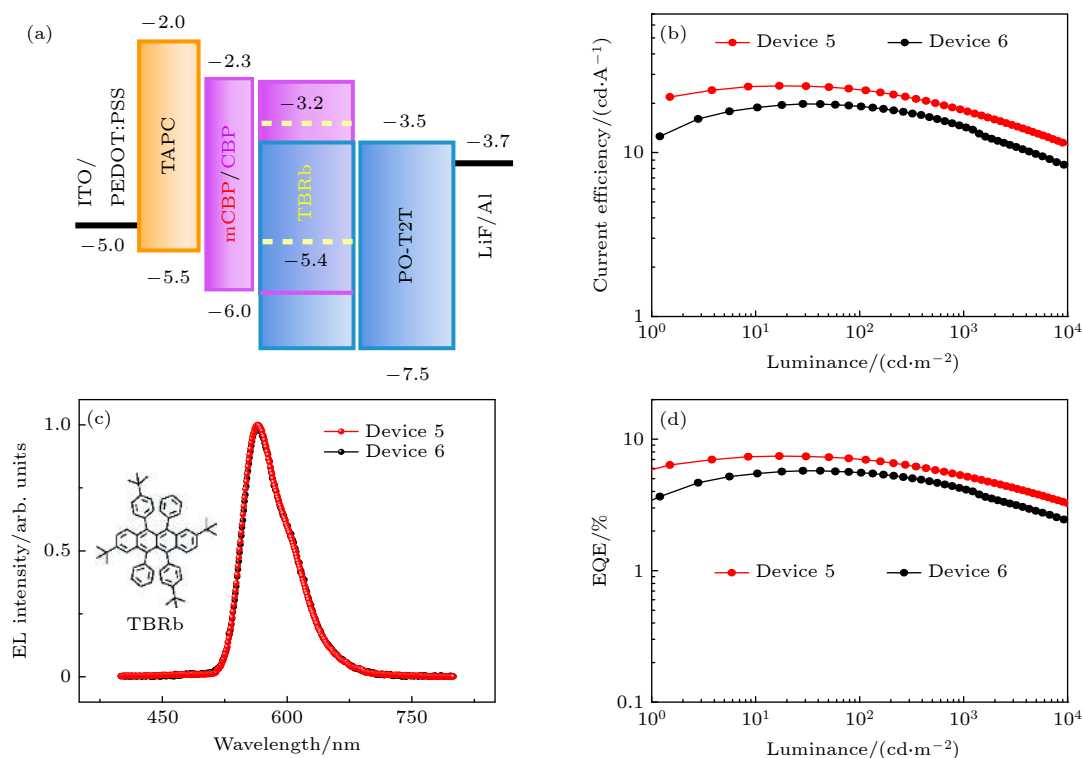 (a)
−2.0
−2.3
−3.2
−3.5
−3.7
ITO/
PEDOT:PSS
TAPC
mCBP/CBP
TBRb
PO-T2T
LiF/Al
−5.0
−5.4
−5.5
−6.0
−7.5
(b)
Device 5
Device 6
Current efficiency/(cd·A⁻¹)
10
1
10⁰
10¹
10²
10³
10⁴
Luminance/(cd·m⁻²)
(c)
Device 5
Device 6
EL intensity/arb. units
1.0
0.5
0
TBRb
450
600
750
Wavelength/nm
(d)
EQE/%
10
1
0.1
Device 5
Device 6
10⁰
10¹
10²
10³
10⁴
Luminance/(cd·m⁻²)